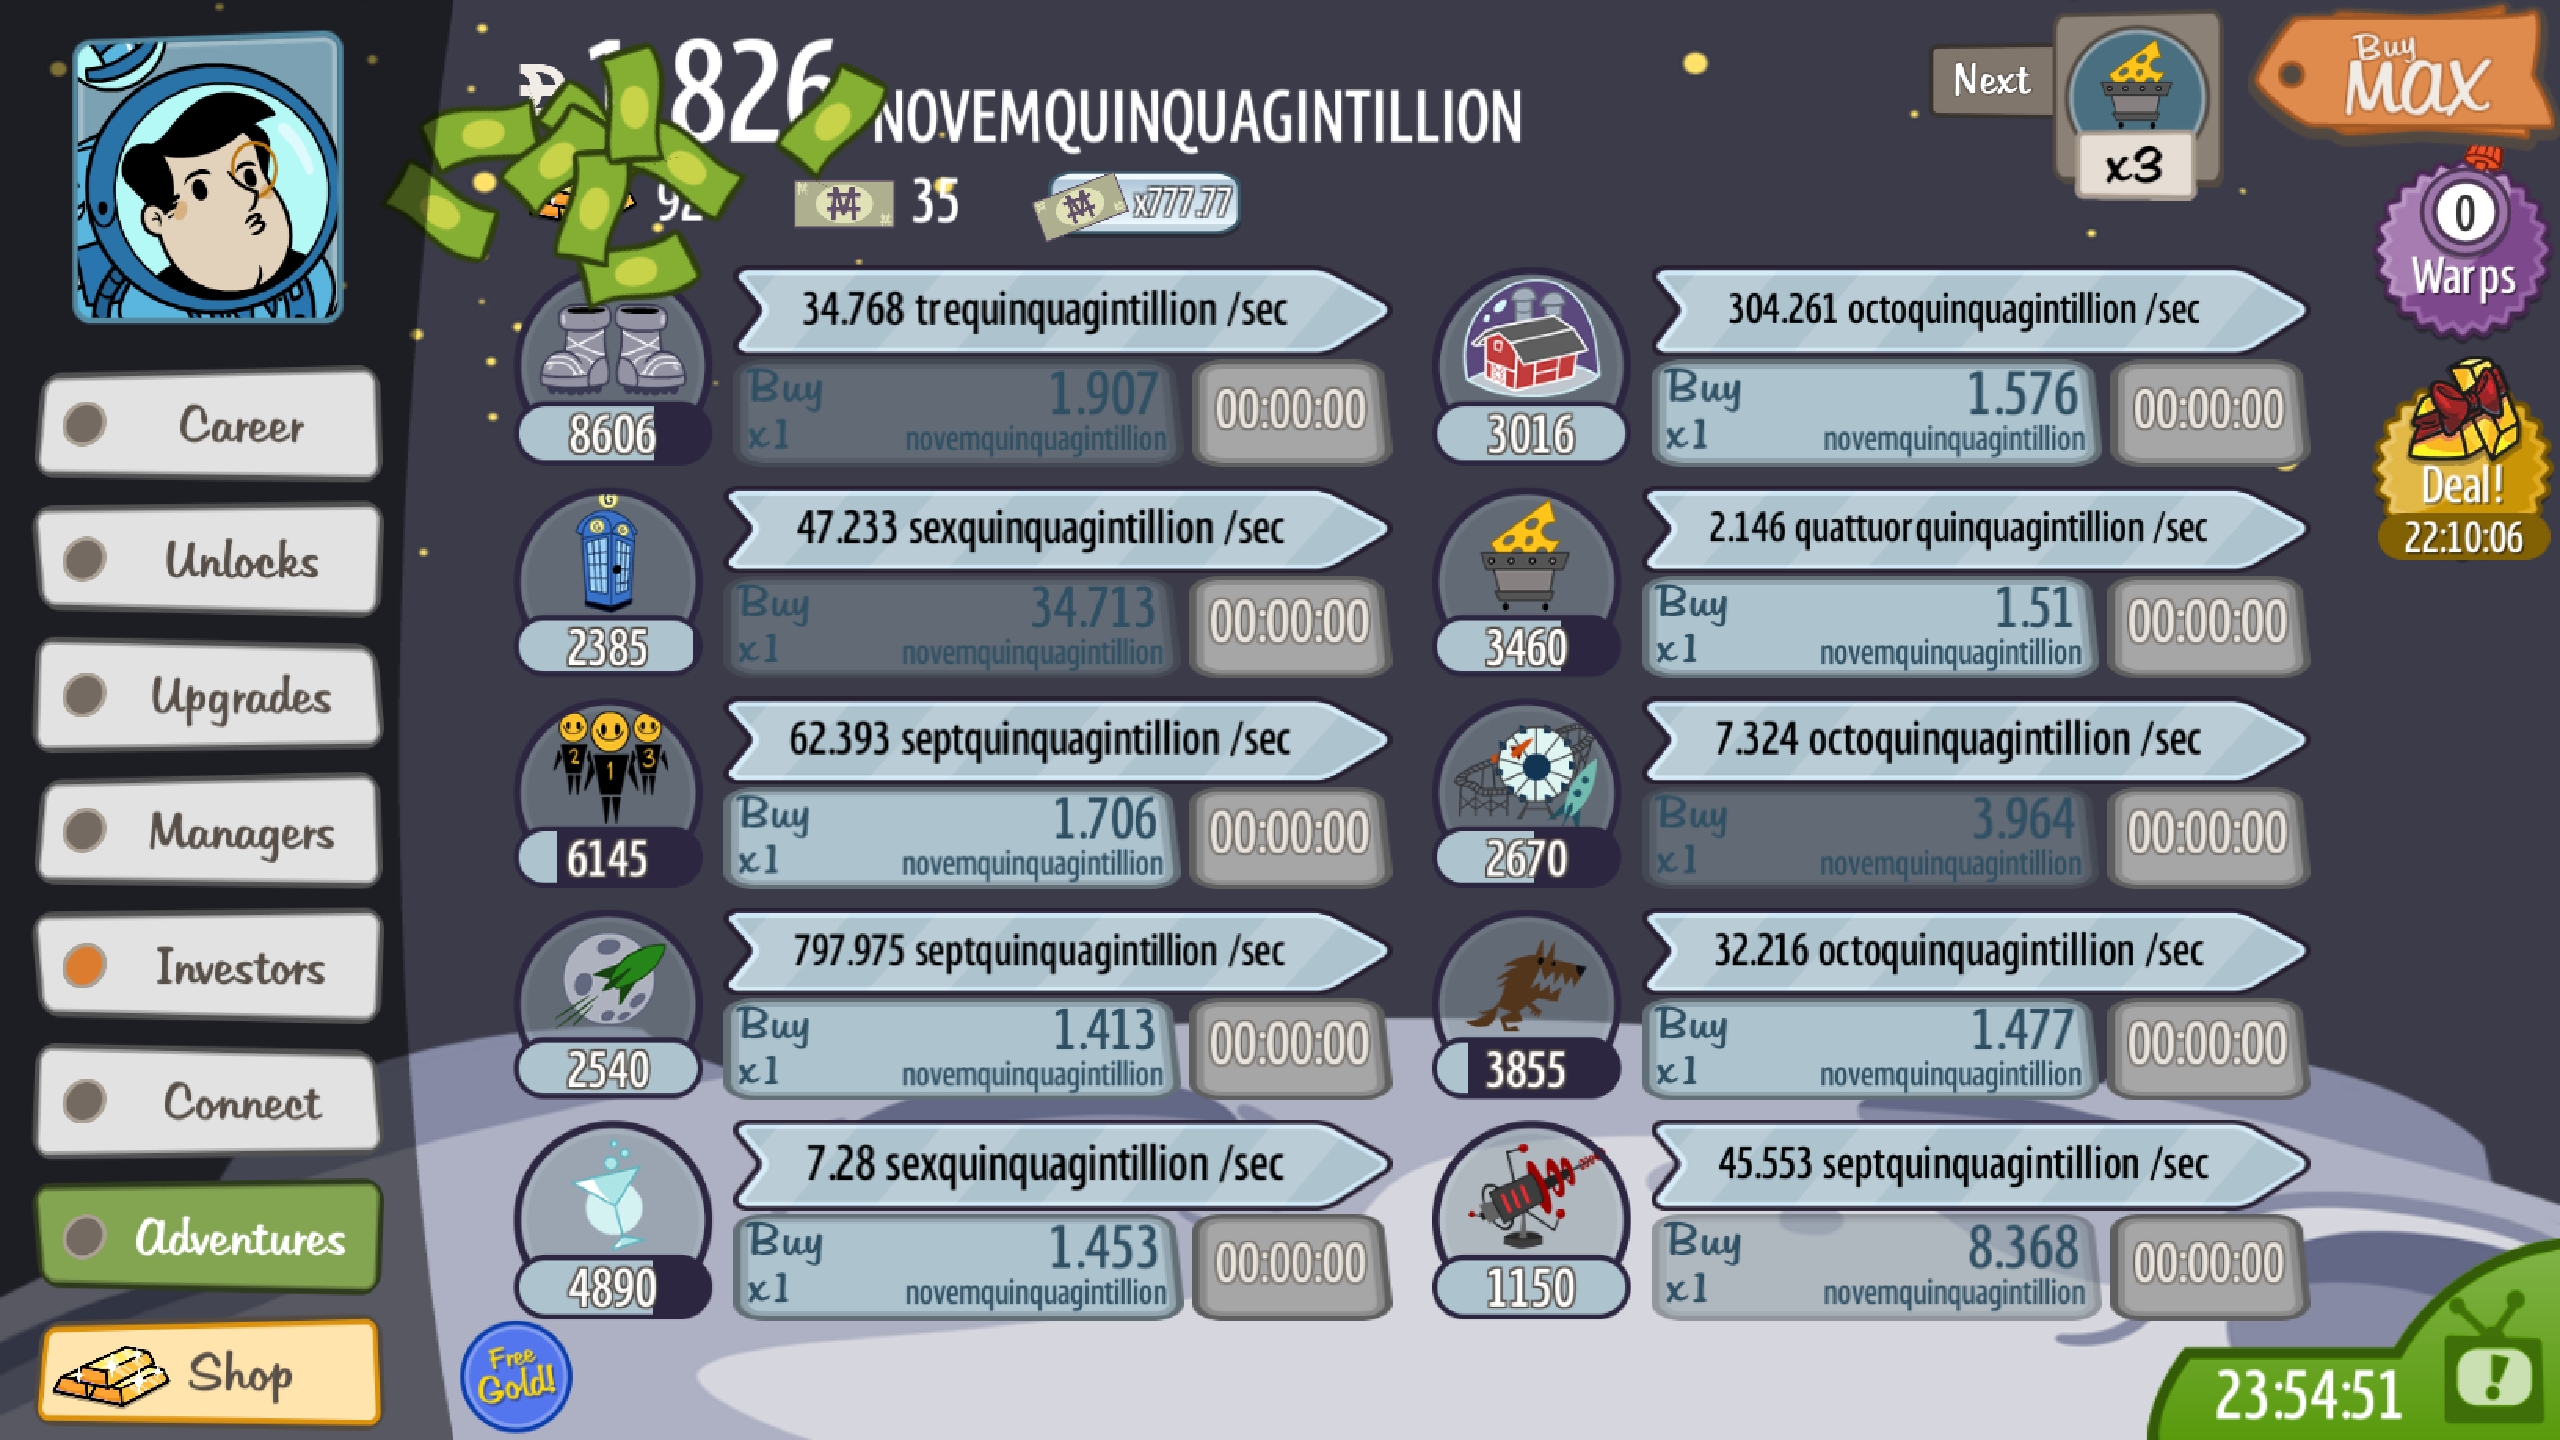 826 NOVEMQUINQUAGINTILLION
35
x777.77
Next
x3
Buy
MAX
0
Warps
Deal!
22:10:06
Career
Unlocks
Upgrades
Managers
Investors
Connect
Adventures
Shop
34.768 trequinquagintillion /sec
Buy 1.907
x1 novemquinquagintillion
00:00:00
8606
304.261 octoquinquagintillion /sec
Buy 1.576
x1 novemquinquagintillion
00:00:00
3016
47.233 sexquinquagintillion /sec
G
Buy 34.713
x1 novemquinquagintillion
00:00:00
2385
2.146 quattuorquinquagintillion /sec
Buy 1.51
x1 novemquinquagintillion
00:00:00
3460
62.393 septquinquagintillion /sec
2 1 3
Buy 1.706
x1 novemquinquagintillion
00:00:00
6145
7.324 octoquinquagintillion /sec
Buy 3.964
x1 novemquinquagintillion
00:00:00
2670
797.975 septquinquagintillion /sec
Buy 1.413
x1 novemquinquagintillion
00:00:00
2540
32.216 octoquinquagintillion /sec
Buy 1.477
x1 novemquinquagintillion
00:00:00
3855
7.28 sexquinquagintillion /sec
Buy 1.453
x1 novemquinquagintillion
00:00:00
4890
45.553 septquinquagintillion /sec
Buy 8.368
x1 novemquinquagintillion
00:00:00
1150
Free
Gold!
23:54:51
!